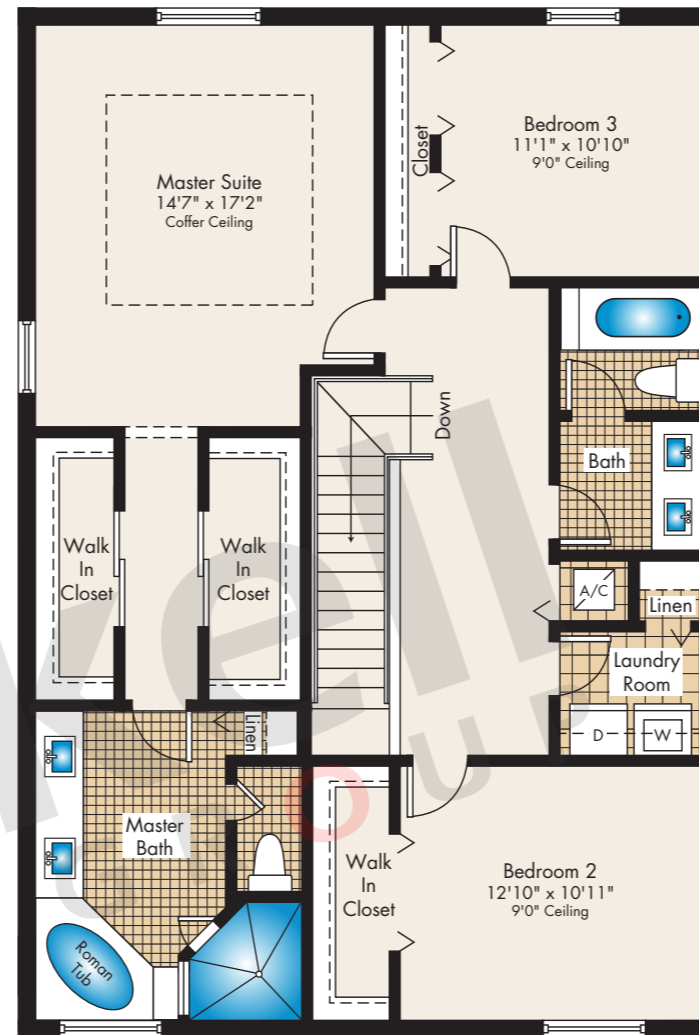 Master Suite
14'7" x 17'2"
Coffer Ceiling
Bedroom 3
11'1" x 10'10"
9'0" Ceiling
Closet
Down
Bath
A/C
Linen
Laundry
Room
D
W
Walk
In
Closet
Walk
In
Closet
Linen
Master
Bath
Roman
Tub
Walk
In
Closet
Bedroom 2
12'10" x 10'11"
9'0" Ceiling
kell
GROUP